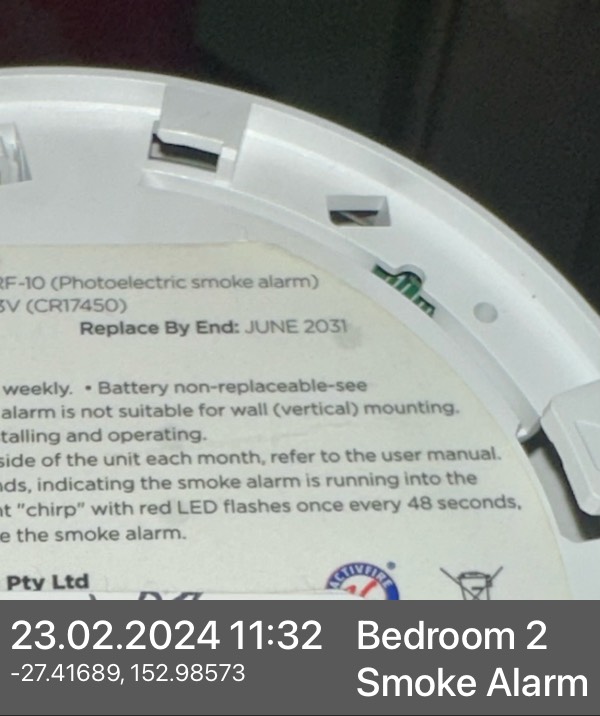 RF-10 (Photoelectric smoke alarm)
3V (CR17450)
Replace By End: JUNE 2031
weekly. • Battery non-replaceable-see
alarm is not suitable for wall (vertical) mounting.
talling and operating.
side of the unit each month, refer to the user manual.
nds, indicating the smoke alarm is running into the
nt "chirp" with red LED flashes once every 48 seconds,
e the smoke alarm.
Pty Ltd
ACTIVFIRE®
23.02.2024 11:32
-27.41689, 152.98573
Bedroom 2
Smoke Alarm